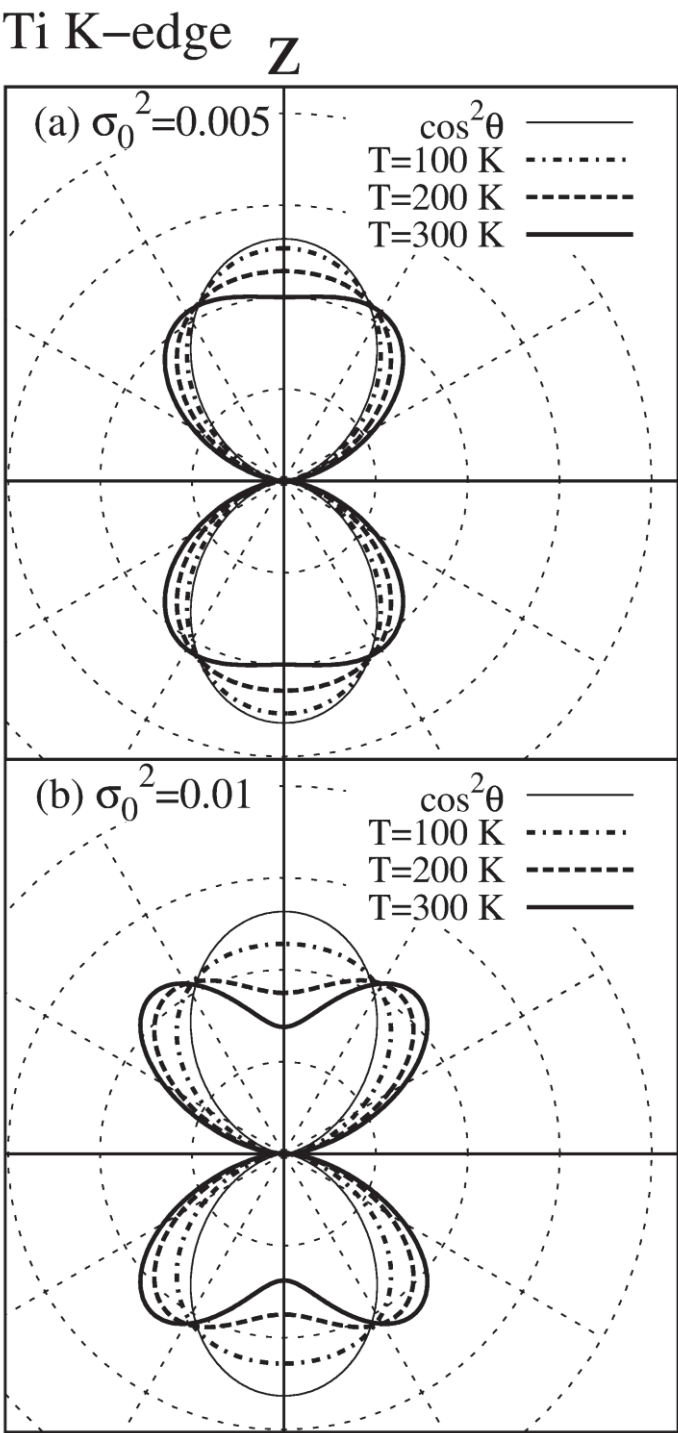 Ti K−edge
Z
(a) σ₀²=0.005
cos²θ
T=100 K
T=200 K
T=300 K
(b) σ₀²=0.01
cos²θ
T=100 K
T=200 K
T=300 K